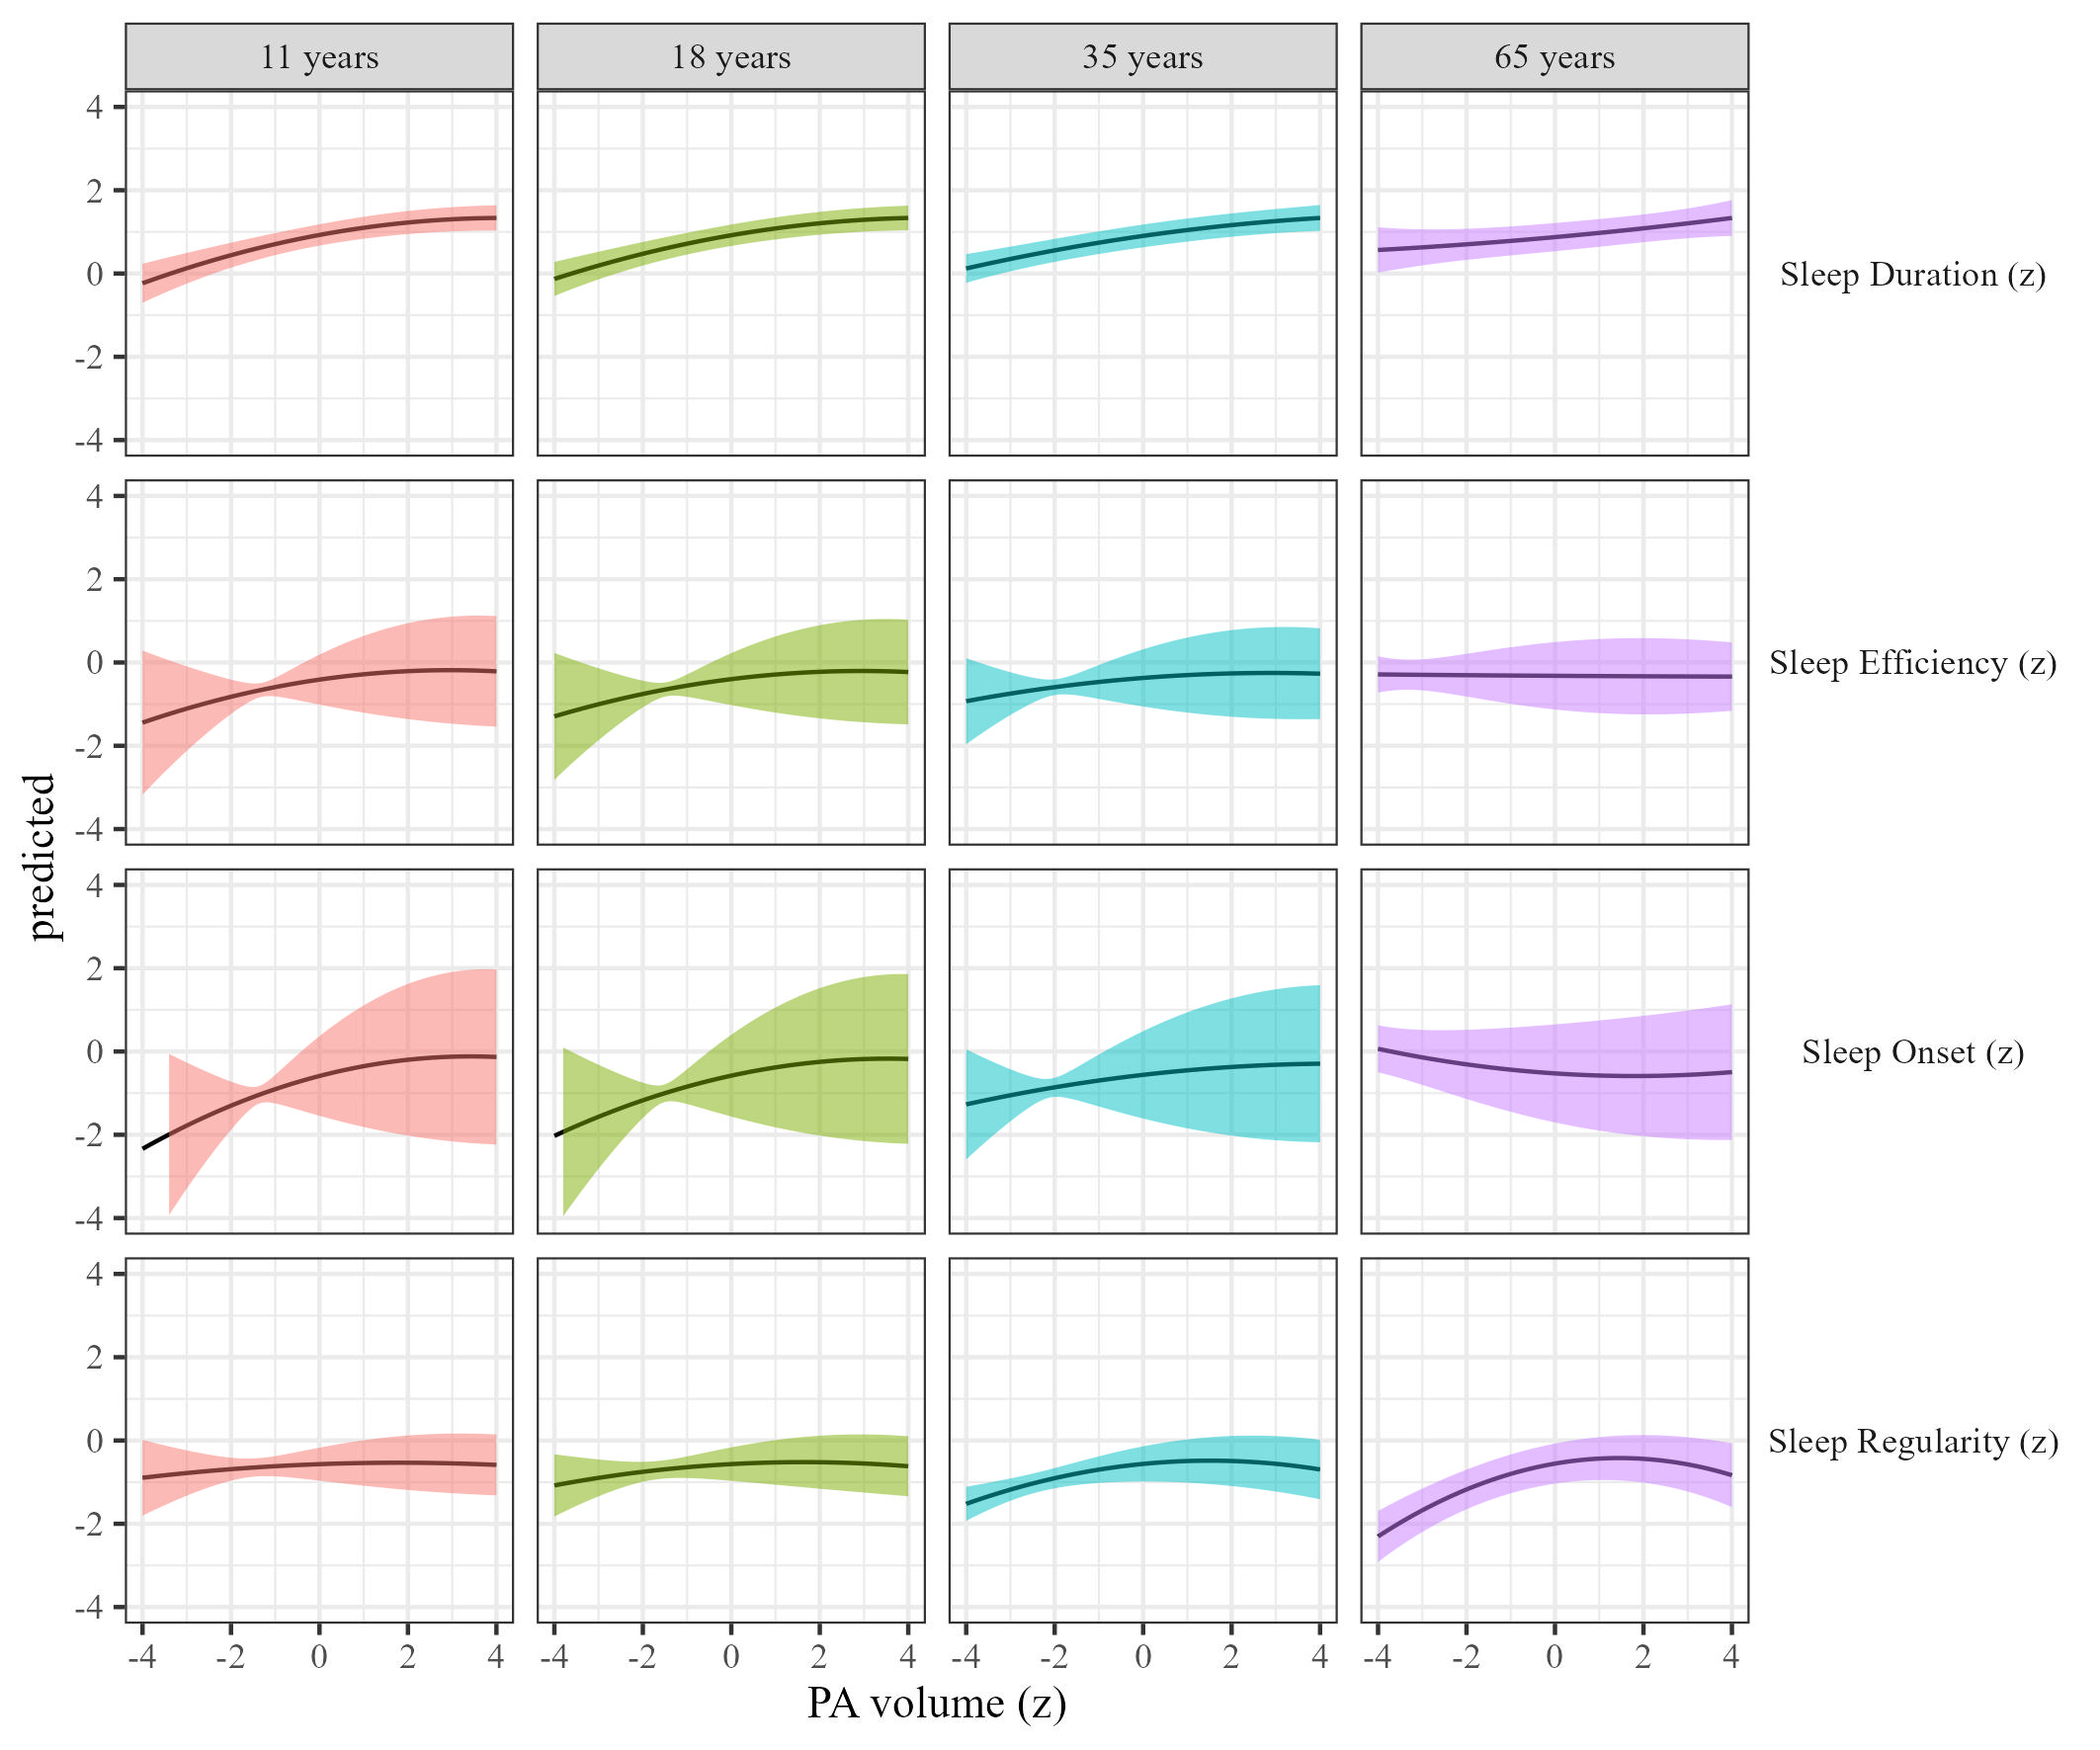 11 years 18 years 35 years 65 years
4
2
0
-2
-4
Sleep Duration (z)
4
2
0
-2
-4
Sleep Efficiency (z)
predicted
4
2
0
-2
-4
Sleep Onset (z)
4
2
0
-2
-4
Sleep Regularity (z)
-4 -2 0 2 4 -4 -2 0 2 4 -4 -2 0 2 4 -4 -2 0 2 4
PA volume (z)